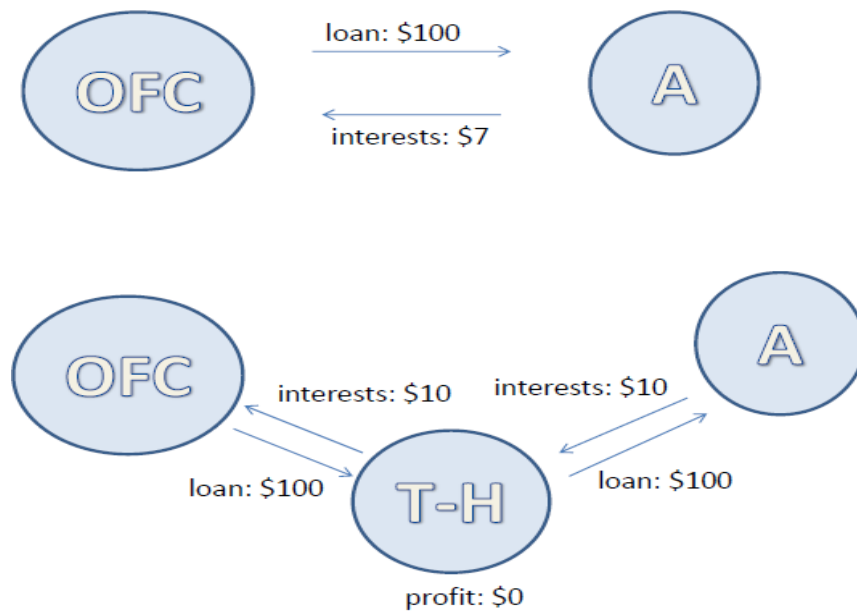 loan: $100
OFC
A
interests: $7
OFC
A
interests: $10
interests: $10
loan: $100
T-H
loan: $100
profit: $0